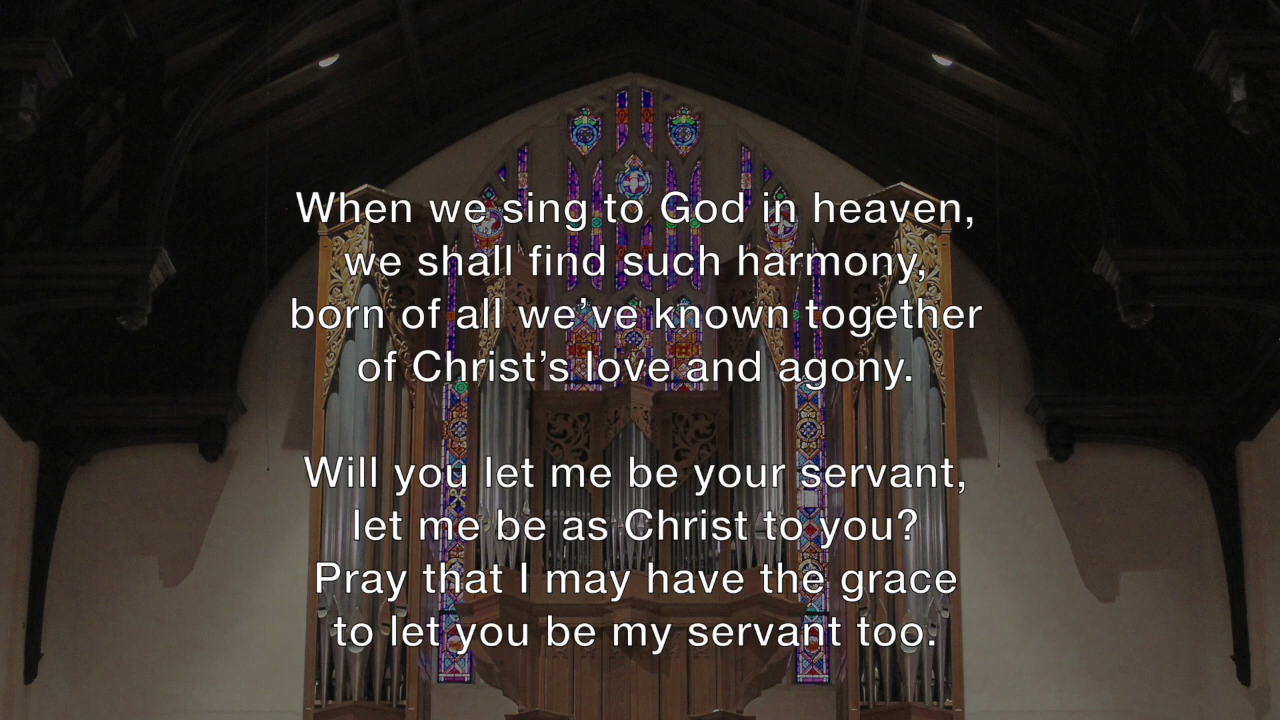 When we sing to God in heaven,
we shall find such harmony,
born of all we’ve known together
of Christ’s love and agony.
Will you let me be your servant,
let me be as Christ to you?
Pray that I may have the grace
to let you be my servant too.